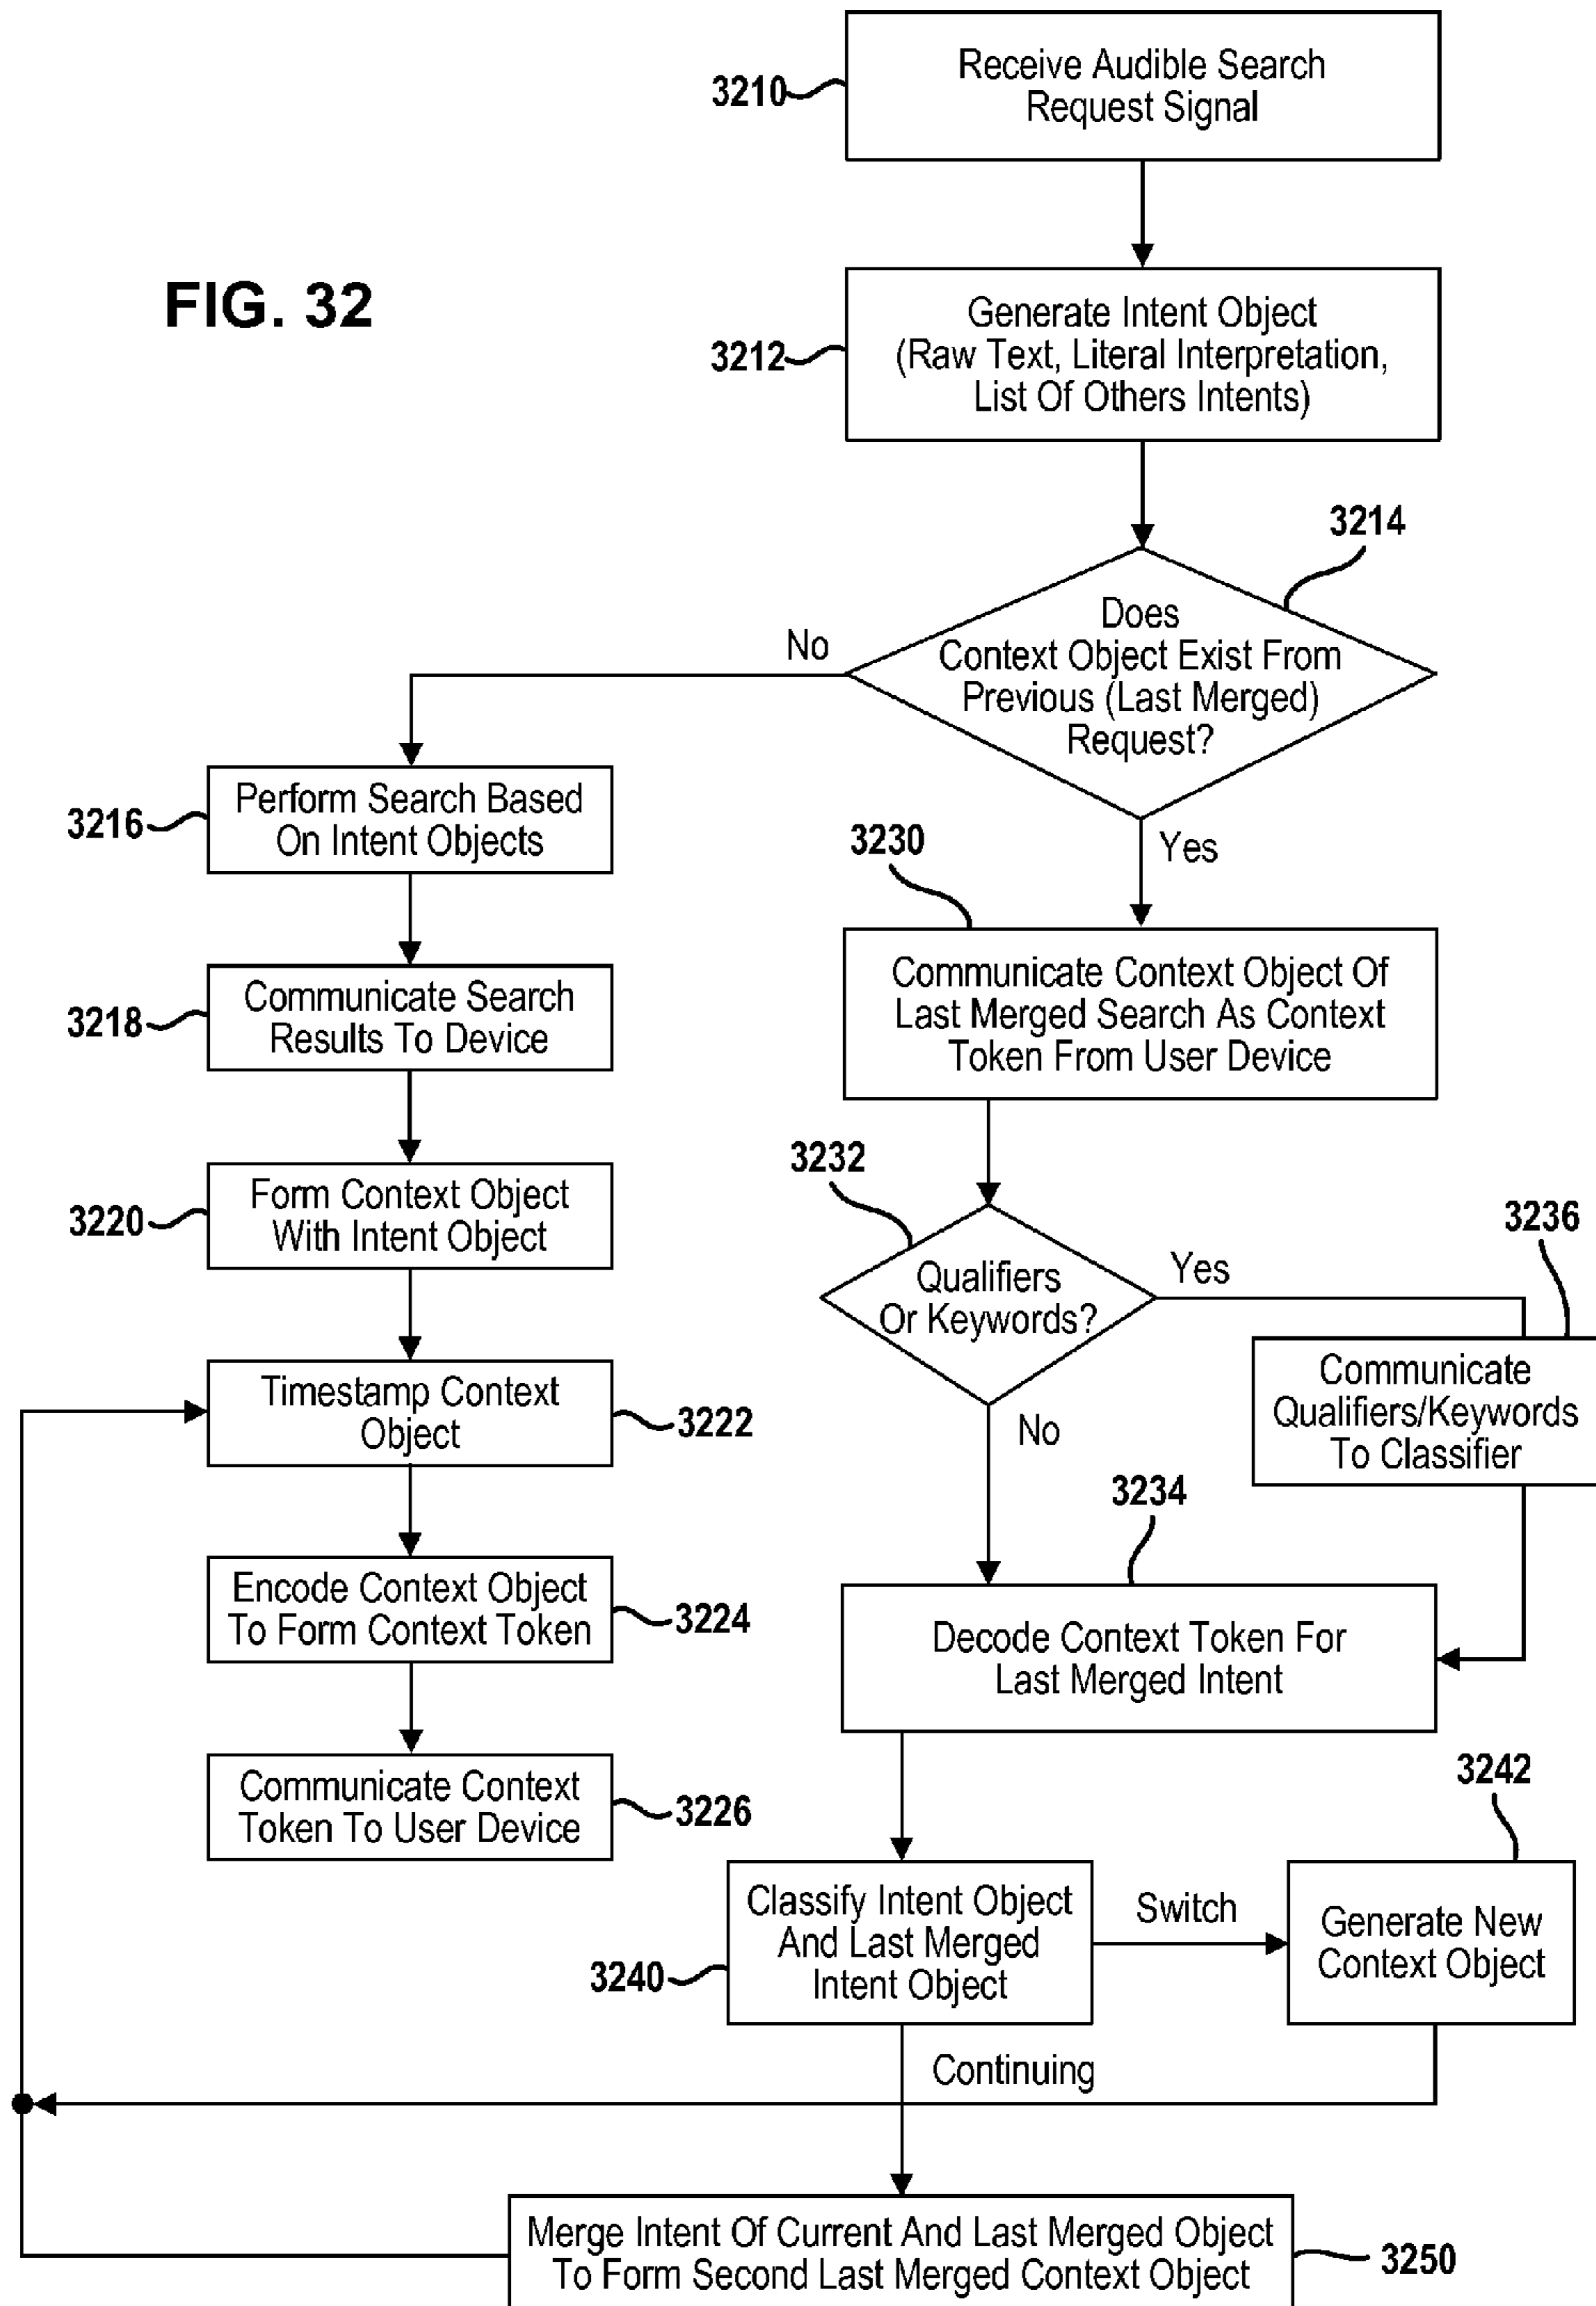 3210
Receive Audible Search
Request Signal
FIG. 32
3212
Generate Intent Object
(Raw Text, Literal Interpretation,
List Of Others Intents)
3214
Does
Context Object Exist From
Previous (Last Merged)
Request?
No
Yes
3216
Perform Search Based
On Intent Objects
3218
Communicate Search
Results To Device
3220
Form Context Object
With Intent Object
Timestamp Context
Object
3222
Encode Context Object
To Form Context Token
3224
Communicate Context
Token To User Device
3226
3230
Communicate Context Object Of
Last Merged Search As Context
Token From User Device
3232
Qualifiers
Or Keywords?
Yes
No
3236
Communicate
Qualifiers/Keywords
To Classifier
3234
Decode Context Token For
Last Merged Intent
3240
Classify Intent Object
And Last Merged
Intent Object
Switch
3242
Generate New
Context Object
Continuing
Merge Intent Of Current And Last Merged Object
To Form Second Last Merged Context Object
3250